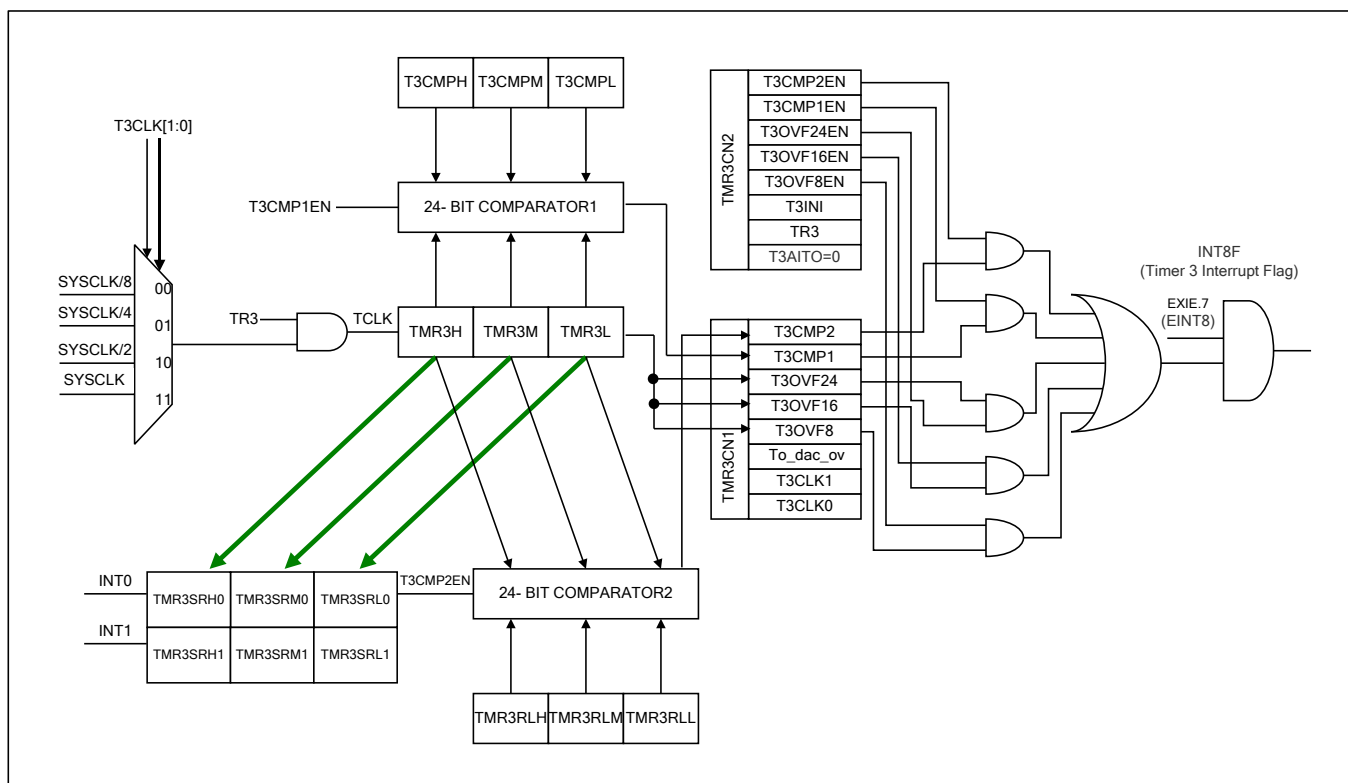 T3CMPH T3CMPM T3CMPL
T3CLK[1:0]
T3CMP1EN
24- BIT COMPARATOR1
SYSCLK/8
SYSCLK/4
SYSCLK/2
SYSCLK
00
01
10
11
TR3
TCLK
TMR3H TMR3M TMR3L
INT0
INT1
TMR3SRH0 TMR3SRM0 TMR3SRL0
TMR3SRH1 TMR3SRM1 TMR3SRL1
T3CMP2EN
24- BIT COMPARATOR2
TMR3RLH TMR3RLM TMR3RLL
TMR3CN2
T3CMP2EN
T3CMP1EN
T3OVF24EN
T3OVF16EN
T3OVF8EN
T3INI
TR3
T3AITO=0
TMR3CN1
T3CMP2
T3CMP1
T3OVF24
T3OVF16
T3OVF8
To_dac_ov
T3CLK1
T3CLK0
INT8F
(Timer 3 Interrupt Flag)
EXIE.7
(EINT8)